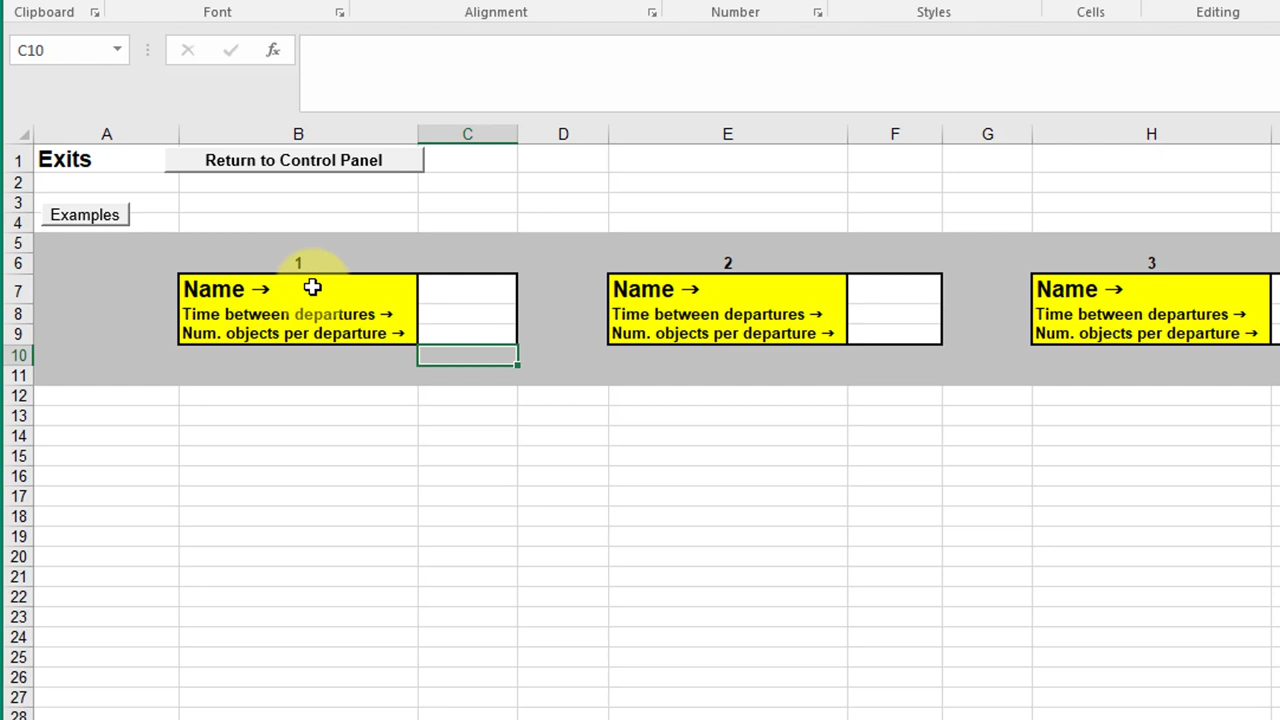 Clipboard Font Alignment Number Styles Cells Editing
C10 fx
A B C D E F G H
1 Exits Return to Control Panel
2
3
Examples
4
5
6 1 2 3
7 Name → Name → Name →
8 Time between departures → Time between departures → Time between departures →
9 Num. objects per departure → Num. objects per departure → Num. objects per departure →
10
11
12
13
14
15
16
17
18
19
20
21
22
23
24
25
26
27
28